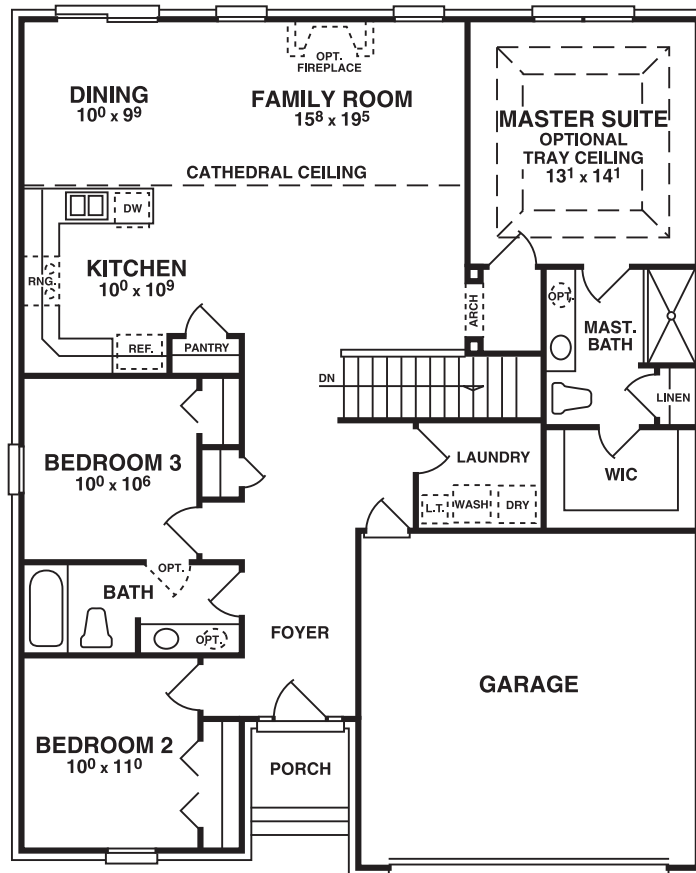 OPT.
FIREPLACE
DINING
10⁰ x 9⁹
FAMILY ROOM
15⁸ x 19⁵
MASTER SUITE
OPTIONAL
TRAY CEILING
13¹ x 14¹
CATHEDRAL CEILING
DW
KITCHEN
10⁰ x 10⁹
RNG.
REF.
PANTRY
ARCH
OPT.
MAST.
BATH
LINEN
DN
BEDROOM 3
10⁰ x 10⁶
LAUNDRY
L.T.
WASH
DRY
WIC
OPT.
BATH
OPT.
FOYER
GARAGE
BEDROOM 2
10⁰ x 11⁰
PORCH